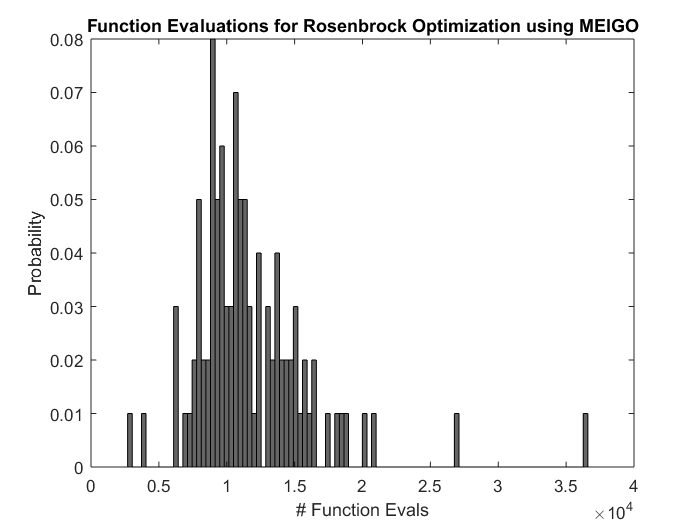 Function Evaluations for Rosenbrock Optimization using MEIGO
0.08
0.07
0.06
0.05
0.04
0.03
0.02
0.01
0
Probability
0 0.5 1 1.5 2 2.5 3 3.5 4
# Function Evals
×10⁴